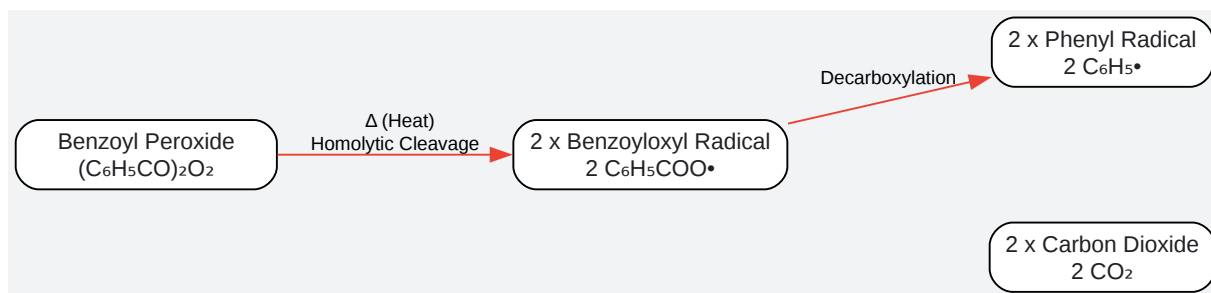 Benzoyl Peroxide
(C₆H₅CO)₂O₂
Δ (Heat)
Homolytic Cleavage
2 x Benzoyloxyl Radical
2 C₆H₅COO•
Decarboxylation
2 x Phenyl Radical
2 C₆H₅•
2 x Carbon Dioxide
2 CO₂